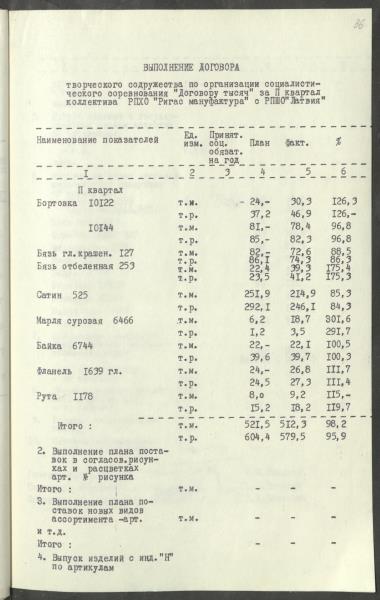 36
ВЫПОЛНЕНИЕ ДОГОВОРА
творческого содружества по организации социалисти-
ческого соревнования "Договору тысяч" за П квартал
коллектива РПХО "Ригас мануфактура" с РПШО "Латвия"
Наименование показателей Ед. изм. Принят. соц. обязат. на год План Факт. %
I 2 3 4 5 6
П квартал
Бортовка 10122 т.м. - 24,- 30,3 126,3
т.р. 37,2 46,9 126,-
10144 т.м. 81,- 78,4 96,8
т.р. 85,- 82,3 96,8
Бязь гл.крашен. 127 т.м. 82,- 72,6 88,5
т.р. 86,1 74,3 86,3
Бязь отбеленная 253 т.м. 22,4 39,3 175,4
т.р. 23,5 41,2 175,3
Сатин 525 т.м. 251,9 214,9 85,3
т.р. 292,1 246,1 84,3
Марля суровая 6466 т.м. 6,2 18,7 301,6
т.р. 1,2 3,5 291,7
Байка 6744 т.м. 22,- 22,1 100,5
т.р. 39,6 39,7 100,3
Фланель 1639 гл. т.м. 24,- 26,8 111,7
т.р. 24,5 27,3 111,4
Рута 1178 т.м. 8,0 9,2 115,-
т.р. 15,2 18,2 119,7
Итого : т.м. 521,5 512,3 98,2
т.р. 604,4 579,5 95,9
2. Выполнение плана поста-
вок в согласов.рисун-
ках и расцветках
арт. № рисунка
Итого : т.м. - - -
3. Выполнение плана по-
ставок новых видов
ассортимента -арт. т.м. - - -
и т.д.
Итого : - - -
4. Выпуск изделий с инд."Н"
по артикулам